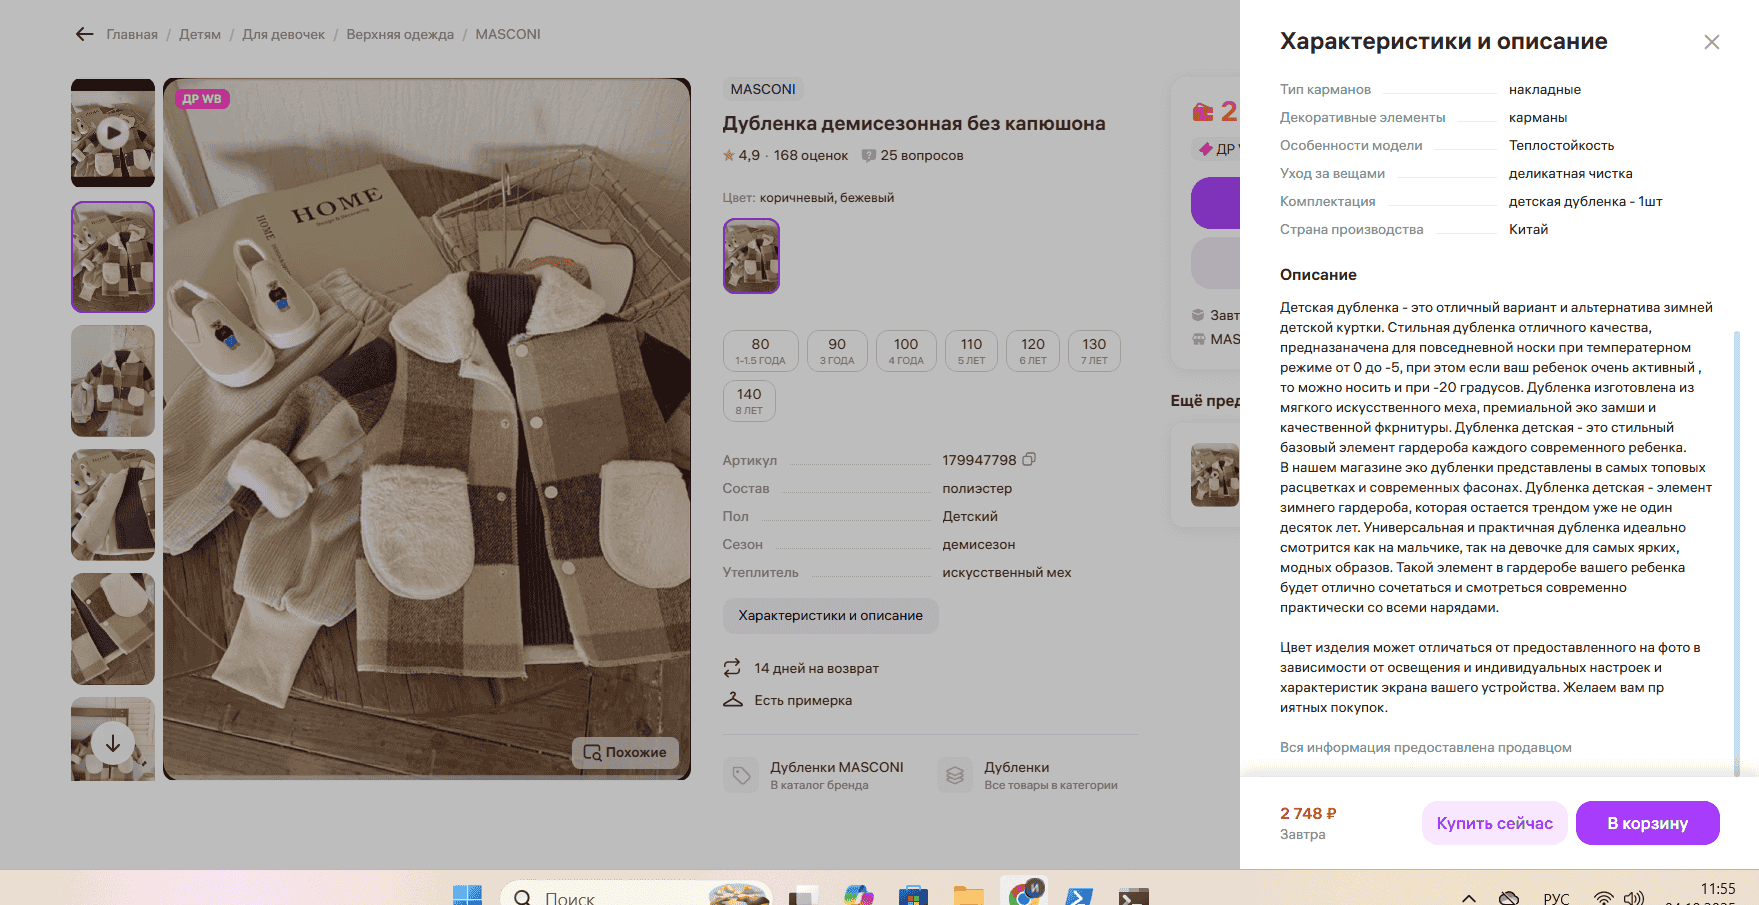 Главная / Детям / Для девочек / Верхняя одежда / MASCONI
ДР WB
HOME
HOME
Похожие
MASCONI
Дубленка демисезонная без капюшона
4,9 · 168 оценок
25 вопросов
Цвет: коричневый, бежевый
80
1-1.5 ГОДА
90
3 ГОДА
100
4 ГОДА
110
5 ЛЕТ
120
6 ЛЕТ
130
7 ЛЕТ
140
8 ЛЕТ
Артикул 179947798
Состав полиэстер
Пол Детский
Сезон демисезон
Утеплитель искусственный мех
Характеристики и описание
14 дней на возврат
Есть примерка
Дубленки MASCONI
В каталог бренда
Дубленки
Все товары в категории
2
ДР
Завт
MAS
Ещё пред
Характеристики и описание
Тип карманов накладные
Декоративные элементы карманы
Особенности модели Теплостойкость
Уход за вещами деликатная чистка
Комплектация детская дубленка - 1шт
Страна производства Китай
Описание
Детская дубленка - это отличный вариант и альтернатива зимней
детской куртки. Стильная дубленка отличного качества,
предназаначена для повседневной носки при температерном
режиме от 0 до -5, при этом если ваш ребенок очень активный ,
то можно носить и при -20 градусов. Дубленка изготовлена из
мягкого искусственного меха, премиальной эко замши и
качественной фкрнитуры. Дубленка детская - это стильный
базовый элемент гардероба каждого современного ребенка.
В нашем магазине эко дубленки представлены в самых топовых
расцветках и современных фасонах. Дубленка детская - элемент
зимнего гардероба, которая остается трендом уже не один
десяток лет. Универсальная и практичная дубленка идеально
смотрится как на мальчике, так на девочке для самых ярких,
модных образов. Такой элемент в гардеробе вашего ребенка
будет отлично сочетаться и смотреться современно
практически со всеми нарядами.
Цвет изделия может отличаться от предоставленного на фото в
зависимости от освещения и индивидуальных настроек и
характеристик экрана вашего устройства. Желаем вам пр
иятных покупок.
Вся информация предоставлена продавцом
2 748 ₽
Завтра
Купить сейчас
В корзину
Поиск
РУС
11:55